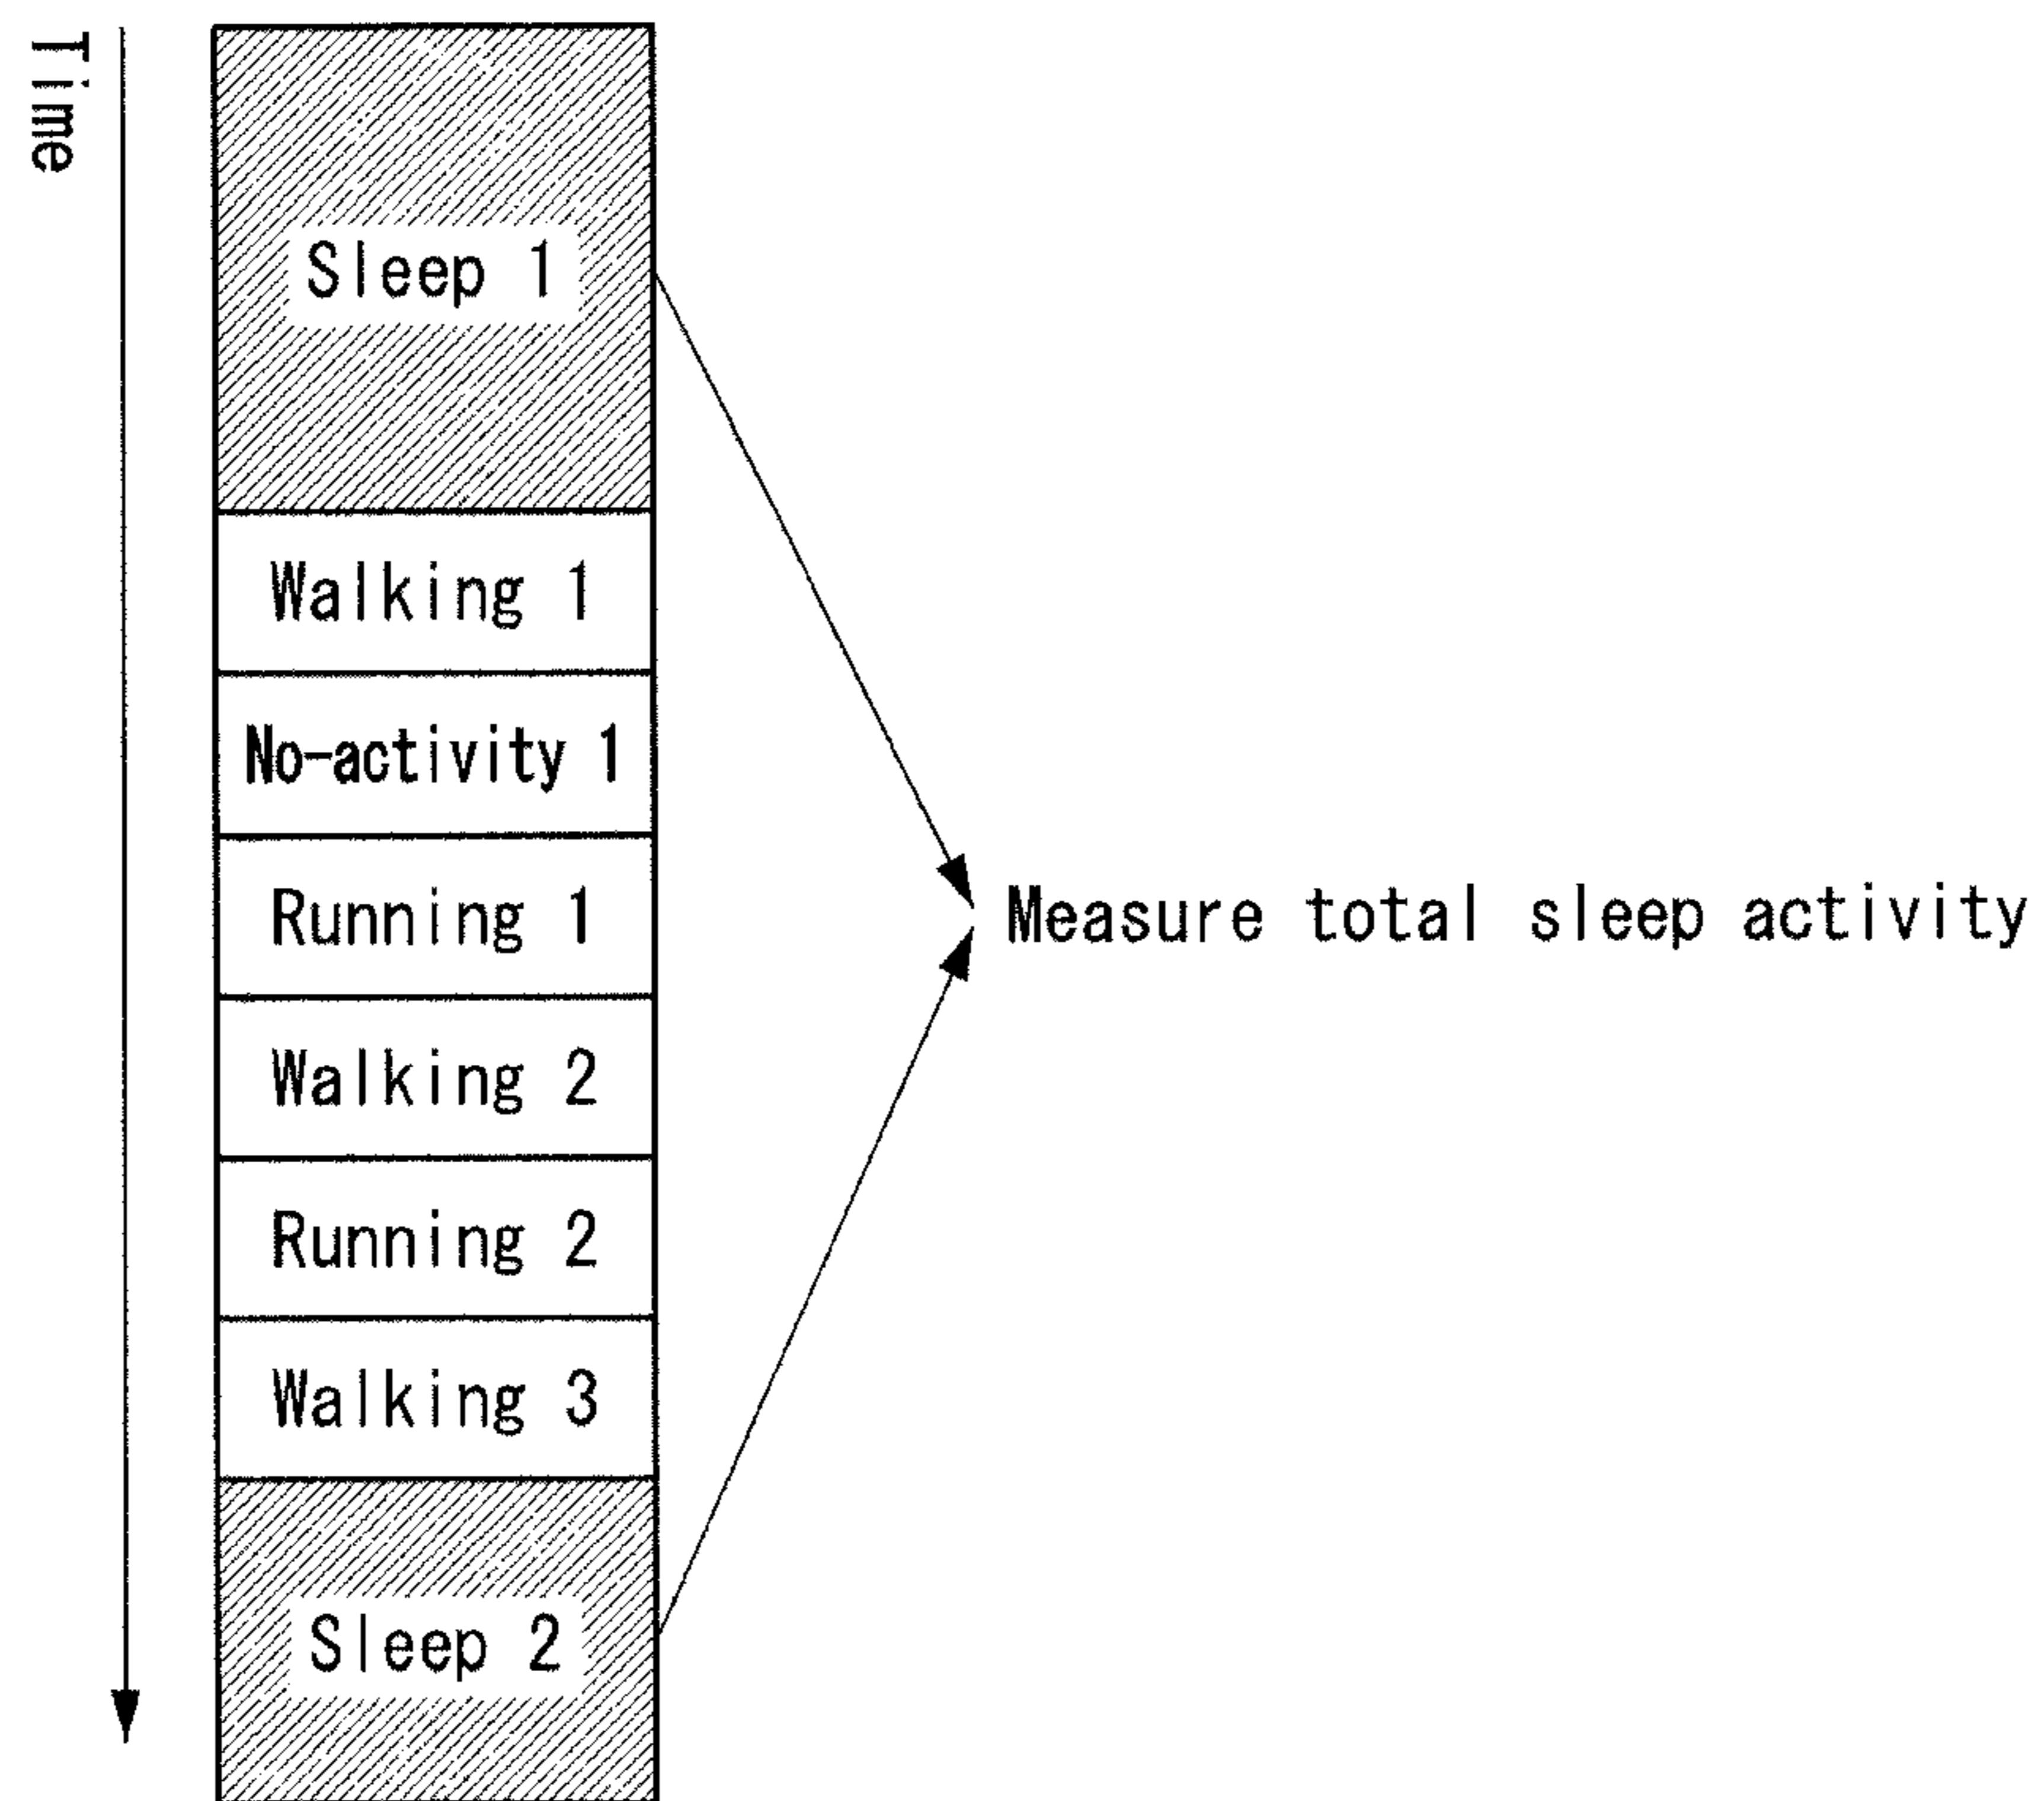 Time
Sleep 1
Walking 1
No-activity 1
Running 1
Measure total sleep activity
Walking 2
Running 2
Walking 3
Sleep 2